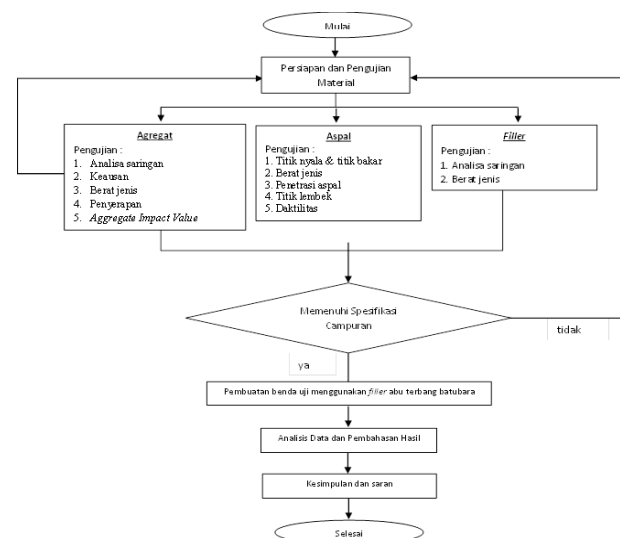 Mulai
Persiapan dan Pengujian
Material
Agregat
Pengujian :
1. Analisa saringan
2. Keausan
3. Berat jenis
4. Penyerapan
5. Aggregate Impact Value
Aspal
Pengujian :
1. Titik nyala & titik bakar
2. Berat jenis
3. Penetrasi aspal
4. Titik lembek
5. Daktilitas
Filler
Pengujian :
1. Analisa saringan
2. Berat jenis
Memenuhi Spesifikasi
Campuran
tidak
ya
Pembuatan benda uji menggunakan filler abu terbang batubara
Analisis Data dan Pembahasan Hasil
Kesimpulan dan saran
Selesai